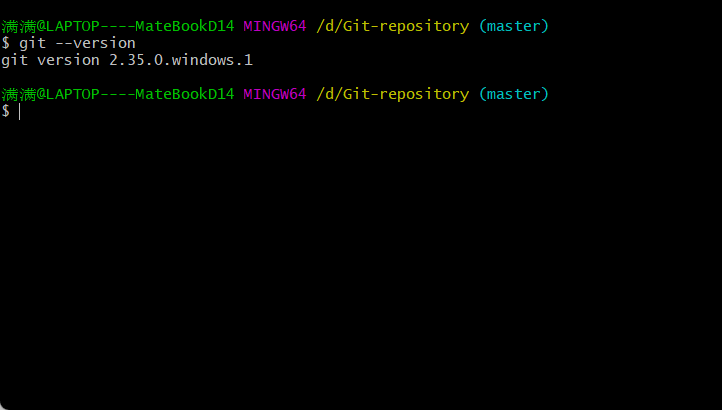 满满@LAPTOP----MateBookD14 MINGW64 /d/Git-repository (master)
$ git --version
git version 2.35.0.windows.1
满满@LAPTOP----MateBookD14 MINGW64 /d/Git-repository (master)
$